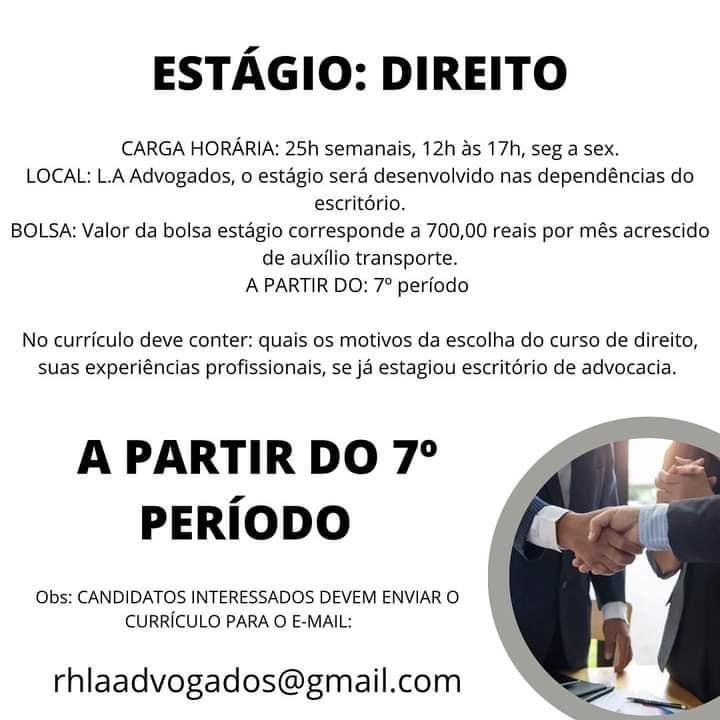 ESTÁGIO: DIREITO
CARGA HORÁRIA: 25h semanais, 12h às 17h, seg a sex.
LOCAL: L.A Advogados, o estágio será desenvolvido nas dependências do
escritório.
BOLSA: Valor da bolsa estágio corresponde a 700,00 reais por mês acrescido
de auxílio transporte.
A PARTIR DO: 7º período
No currículo deve conter: quais os motivos da escolha do curso de direito,
suas experiências profissionais, se já estagiou escritório de advocacia.
A PARTIR DO 7º
PERÍODO
Obs: CANDIDATOS INTERESSADOS DEVEM ENVIAR O
CURRÍCULO PARA O E-MAIL:
rhlaadvogados@gmail.com